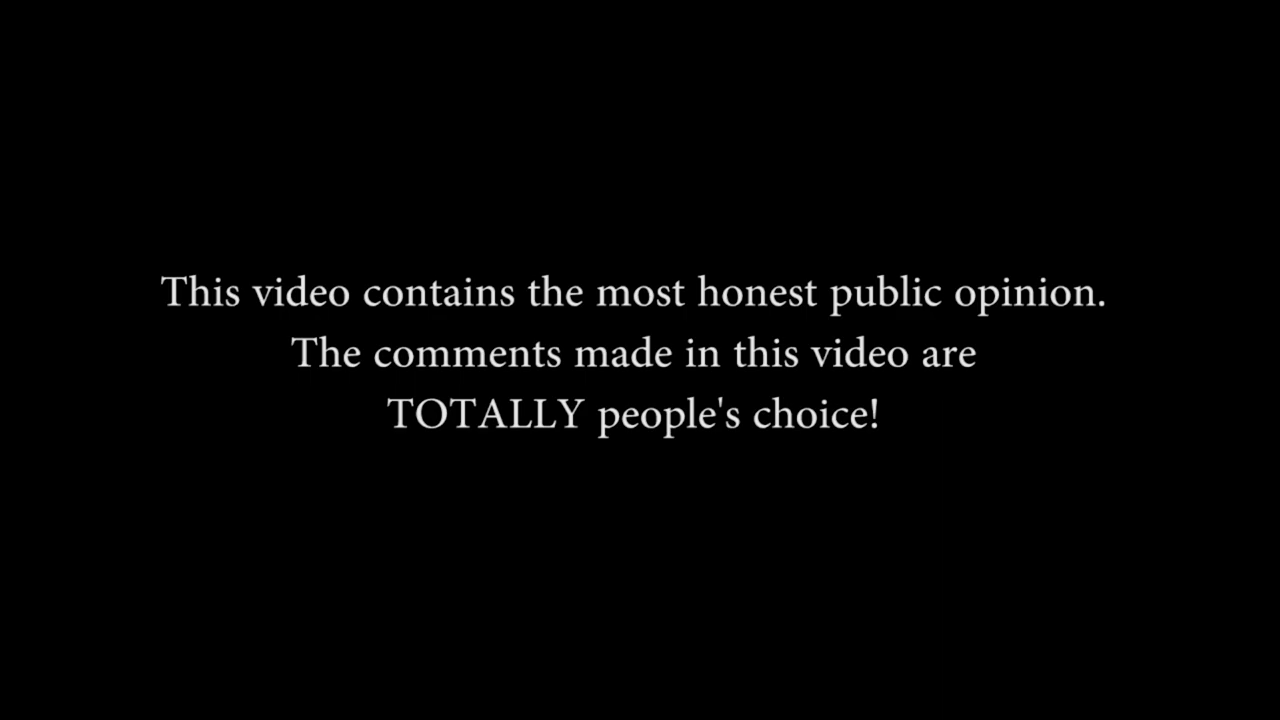 This video contains the most honest public opinion.
The comments made in this video are
TOTALLY people's choice!